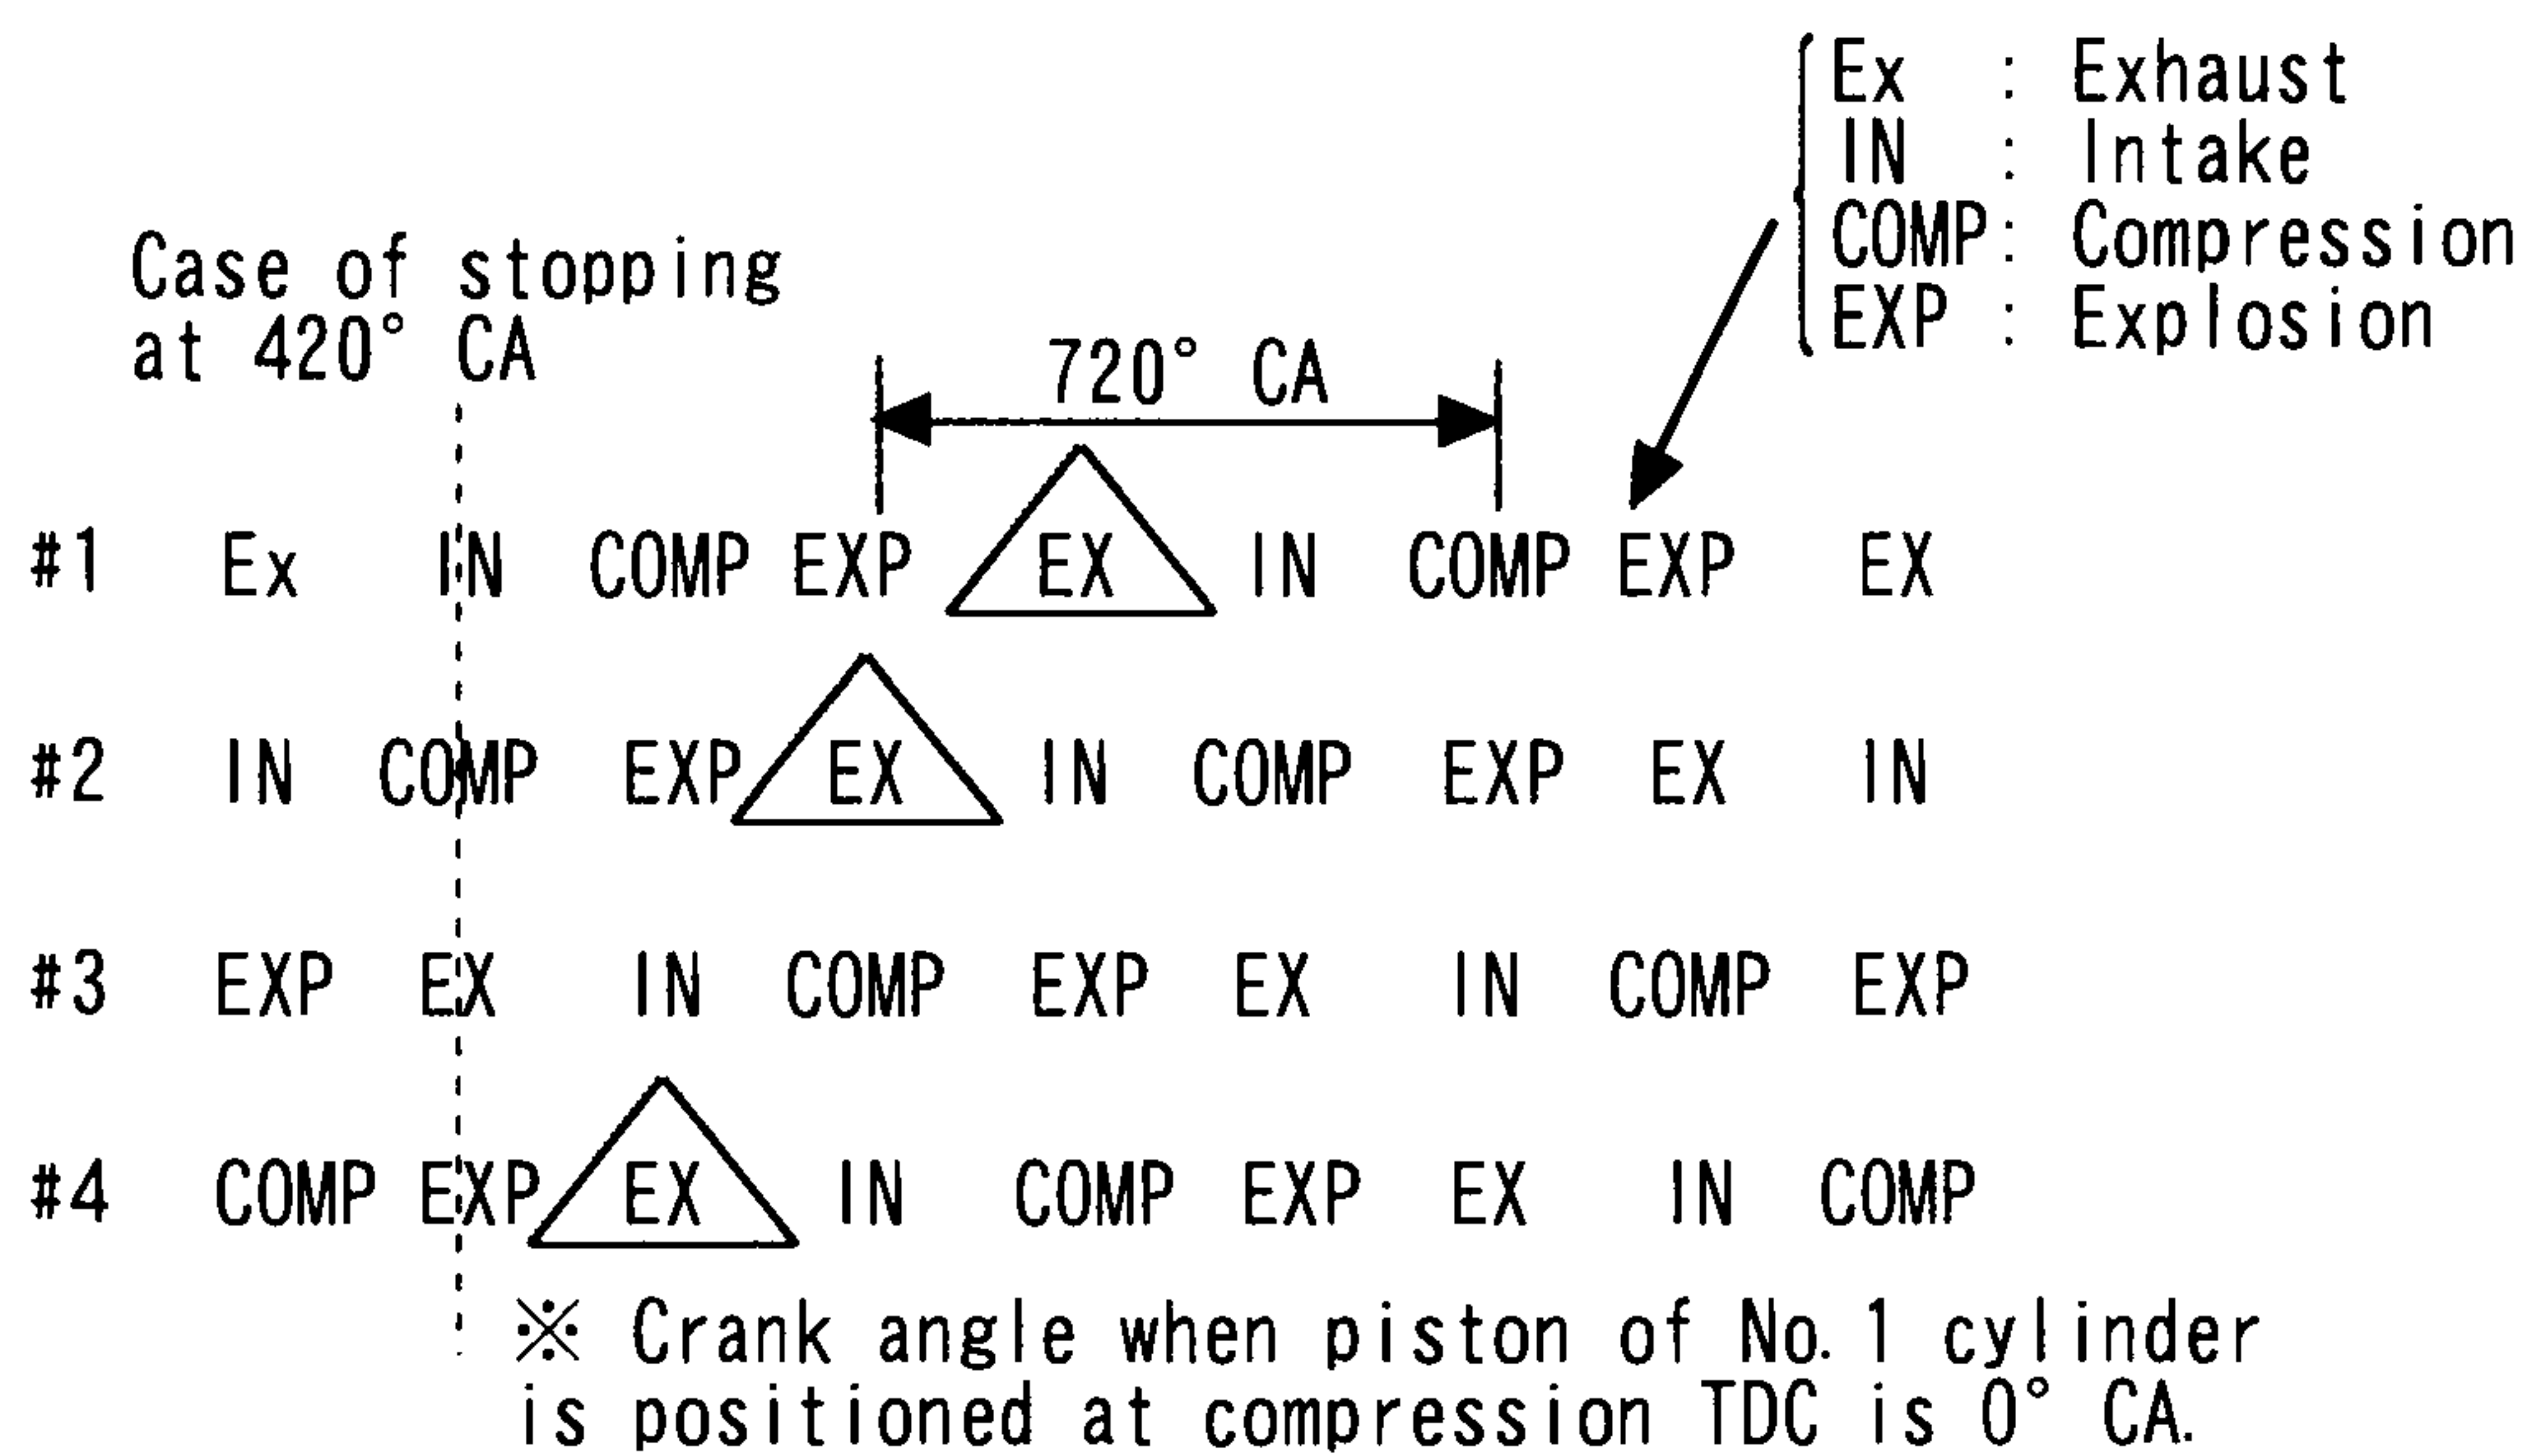 Ex : Exhaust
IN : Intake
COMP : Compression
EXP : Explosion
Case of stopping
at 420° CA
720° CA
#1 Ex IN COMP EXP EX IN COMP EXP EX
#2 IN COMP EXP EX IN COMP EXP EX IN
#3 EXP EX IN COMP EXP EX IN COMP EXP
#4 COMP EXP EX IN COMP EXP EX IN COMP
※ Crank angle when piston of No. 1 cylinder
is positioned at compression TDC is 0° CA.